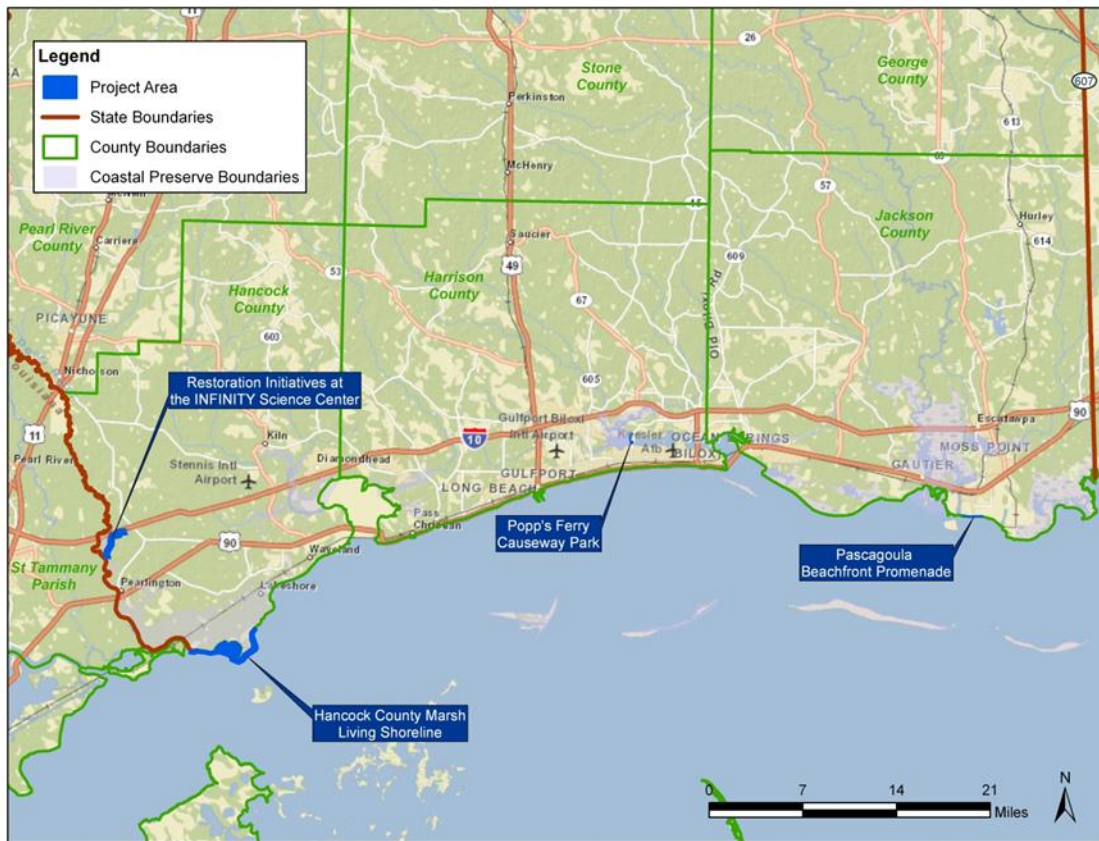 Legend
Project Area
State Boundaries
County Boundaries
Coastal Preserve Boundaries
11
26
Stone
County
George
County
607
Perkinston
613
McHenry
57
63
15
Pearl River
County
Carriere
Saucier
Jackson
County
Hurley
614
49
53
Hancock
County
Harrison
County
67
609
Old Biloxi Rd
PICAYUNE
603
Nicholson
Louisiana
Restoration Initiatives at
the INFINITY Science Center
605
Gulfport Biloxi
Intl Airport
Escatawpa
90
11
Kiln
10
Keesler
Afb
OCEAN SPRINGS
BILOXI
MOSS POINT
Pearl River
Stennis Intl
Airport
Diamondhead
GULFPORT
LONG BEACH
GAUTIER
Pass
Christian
Popp's Ferry
Causeway Park
90
Waveland
Pascagoula
Beachfront Promenade
St Tammany
Parish
Pearlington
Lakeshore
Hancock County Marsh
Living Shoreline
N
0 7 14 21
Miles